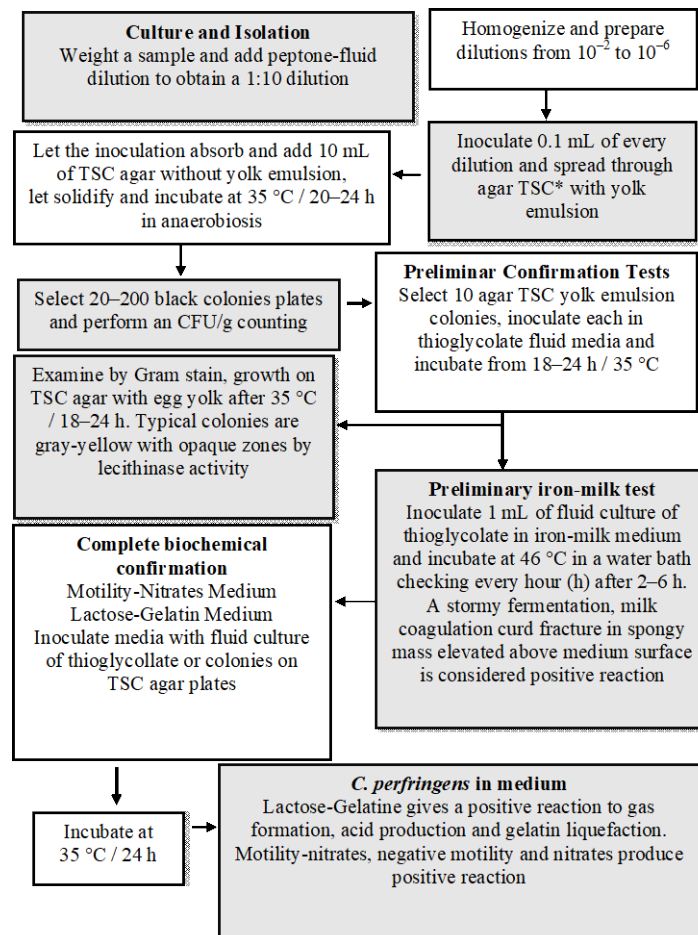 Culture and Isolation
Weight a sample and add peptone-fluid
dilution to obtain a 1:10 dilution
Homogenize and prepare
dilutions from 10⁻² to 10⁻⁶
Inoculate 0.1 mL of every
dilution and spread through
agar TSC* with yolk
emulsion
Let the inoculation absorb and add 10 mL
of TSC agar without yolk emulsion,
let solidify and incubate at 35 °C / 20–24 h
in anaerobiosis
Select 20–200 black colonies plates
and perform an CFU/g counting
Preliminar Confirmation Tests
Select 10 agar TSC yolk emulsion
colonies, inoculate each in
thioglycolate fluid media and
incubate from 18–24 h / 35 °C
Examine by Gram stain, growth on
TSC agar with egg yolk after 35 °C
/ 18–24 h. Typical colonies are
gray-yellow with opaque zones by
lecithinase activity
Preliminary iron-milk test
Inoculate 1 mL of fluid culture of
thioglycolate in iron-milk medium
and incubate at 46 °C in a water bath
checking every hour (h) after 2–6 h.
A stormy fermentation, milk
coagulation curd fracture in spongy
mass elevated above medium surface
is considered positive reaction
Complete biochemical
confirmation
Motility-Nitrates Medium
Lactose-Gelatin Medium
Inoculate media with fluid culture
of thioglycollate or colonies on
TSC agar plates
Incubate at
35 °C / 24 h
C. perfringens in medium
Lactose-Gelatine gives a positive reaction to gas
formation, acid production and gelatin liquefaction.
Motility-nitrates, negative motility and nitrates produce
positive reaction